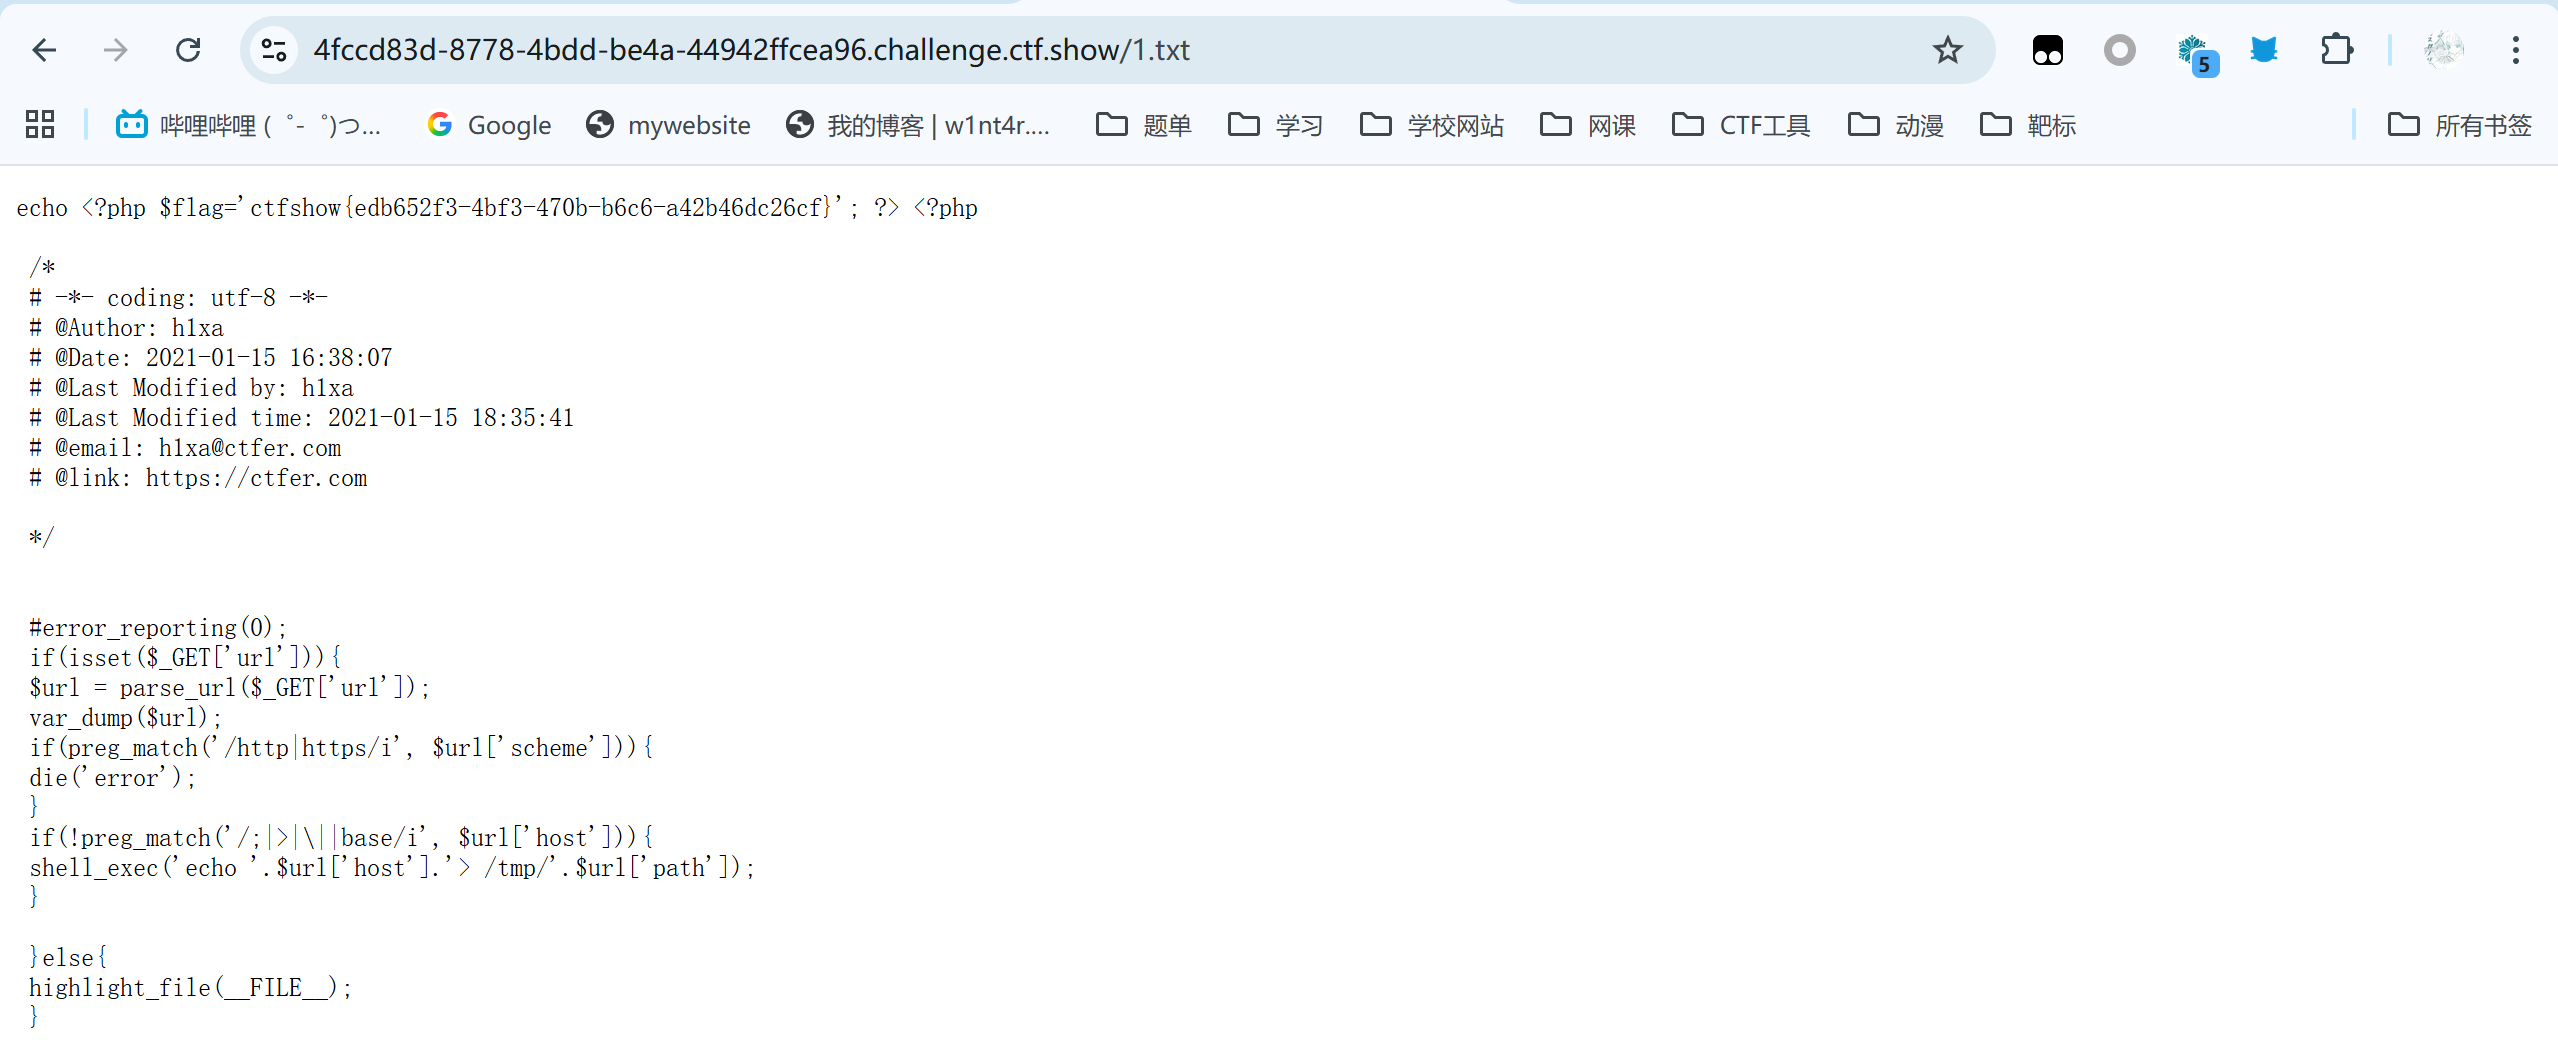 4fccd83d-8778-4bdd-be4a-44942ffcea96.challenge.ctf.show/1.txt
5
哔哩哔哩 (゜-゜)つ... Google mywebsite 我的博客 | w1nt4r.... 题单 学习 学校网站 网课 CTF工具 动漫 靶标 所有书签
echo <?php $flag='ctfshow{edb652f3-4bf3-470b-b6c6-a42b46dc26cf}'; ?> <?php
/*
# -*- coding: utf-8 -*-
# @Author: h1xa
# @Date: 2021-01-15 16:38:07
# @Last Modified by: h1xa
# @Last Modified time: 2021-01-15 18:35:41
# @email: h1xa@ctfer.com
# @link: https://ctfer.com
*/
#error_reporting(0);
if(isset($_GET['url'])){
$url = parse_url($_GET['url']);
var_dump($url);
if(preg_match('/http|https/i', $url['scheme'])){
die('error');
}
if(!preg_match('/;|>|\||base/i', $url['host'])){
shell_exec('echo '.$url['host'].'> /tmp/'.$url['path']);
}
}else{
highlight_file(__FILE__);
}